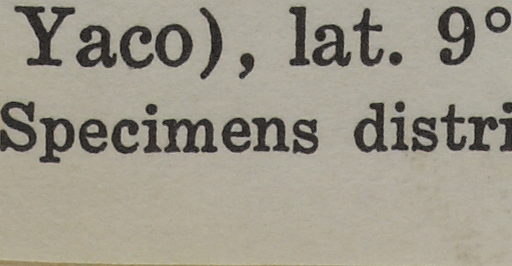 Yaco), lat. 9°
Specimens distri